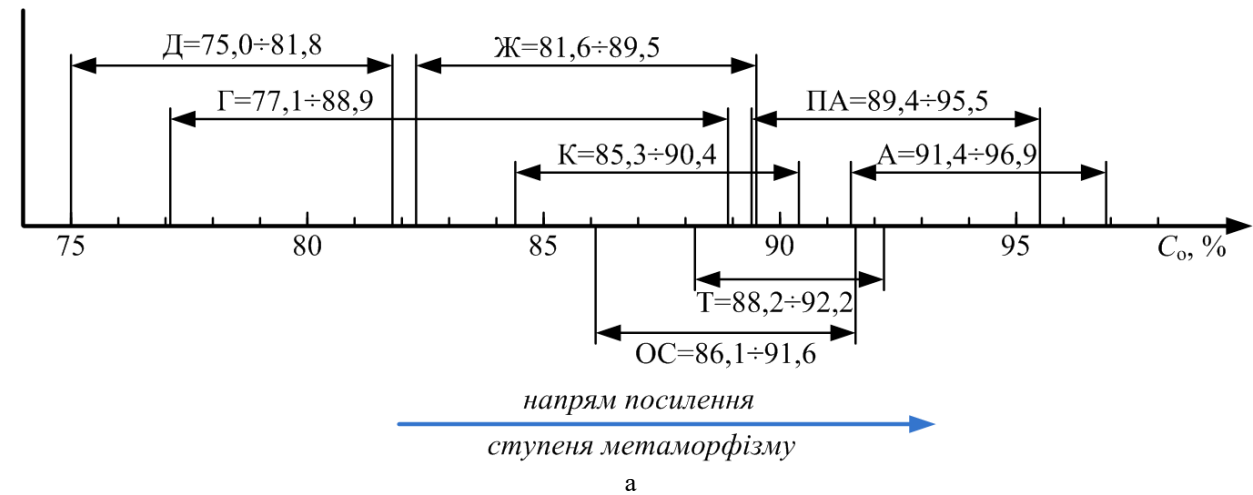 Д=75,0÷81,8
Ж=81,6÷89,5
Г=77,1÷88,9
ПА=89,4÷95,5
К=85,3÷90,4
А=91,4÷96,9
75
80
85
90
95
Cо, %
Т=88,2÷92,2
ОС=86,1÷91,6
напрям посилення
ступеня метаморфізму
а